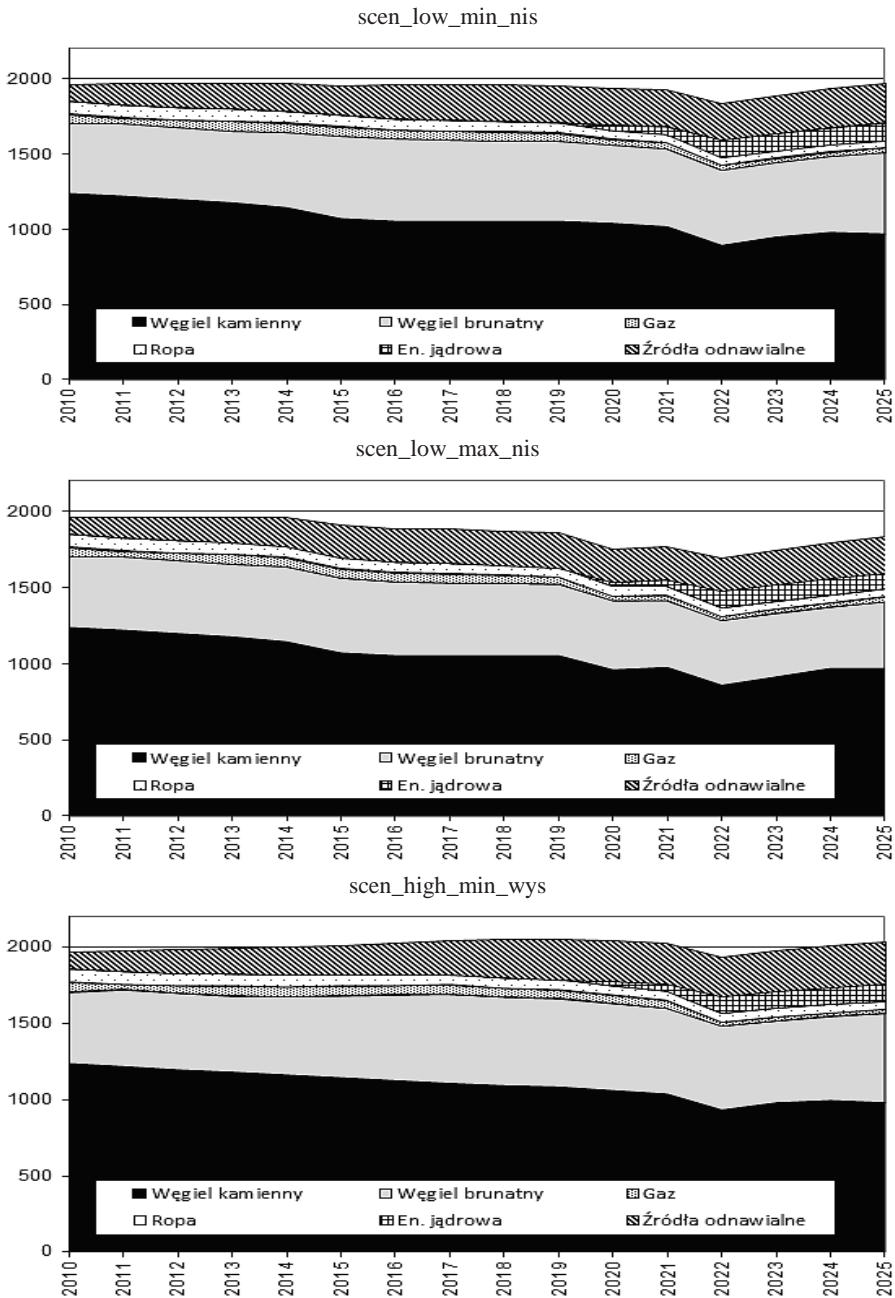 scen_low_min_nis
2000
1500
1000
500
0
Węgiel kamienny Węgiel brunatny Gaz
Ropa En. jądrowa Źródła odnawialne
2010 2011 2012 2013 2014 2015 2016 2017 2018 2019 2020 2021 2022 2023 2024 2025
scen_low_max_nis
2000
1500
1000
500
0
Węgiel kamienny Węgiel brunatny Gaz
Ropa En. jądrowa Źródła odnawialne
2010 2011 2012 2013 2014 2015 2016 2017 2018 2019 2020 2021 2022 2023 2024 2025
scen_high_min_wys
2000
1500
1000
500
0
Węgiel kamienny Węgiel brunatny Gaz
Ropa En. jądrowa Źródła odnawialne
2010 2011 2012 2013 2014 2015 2016 2017 2018 2019 2020 2021 2022 2023 2024 2025